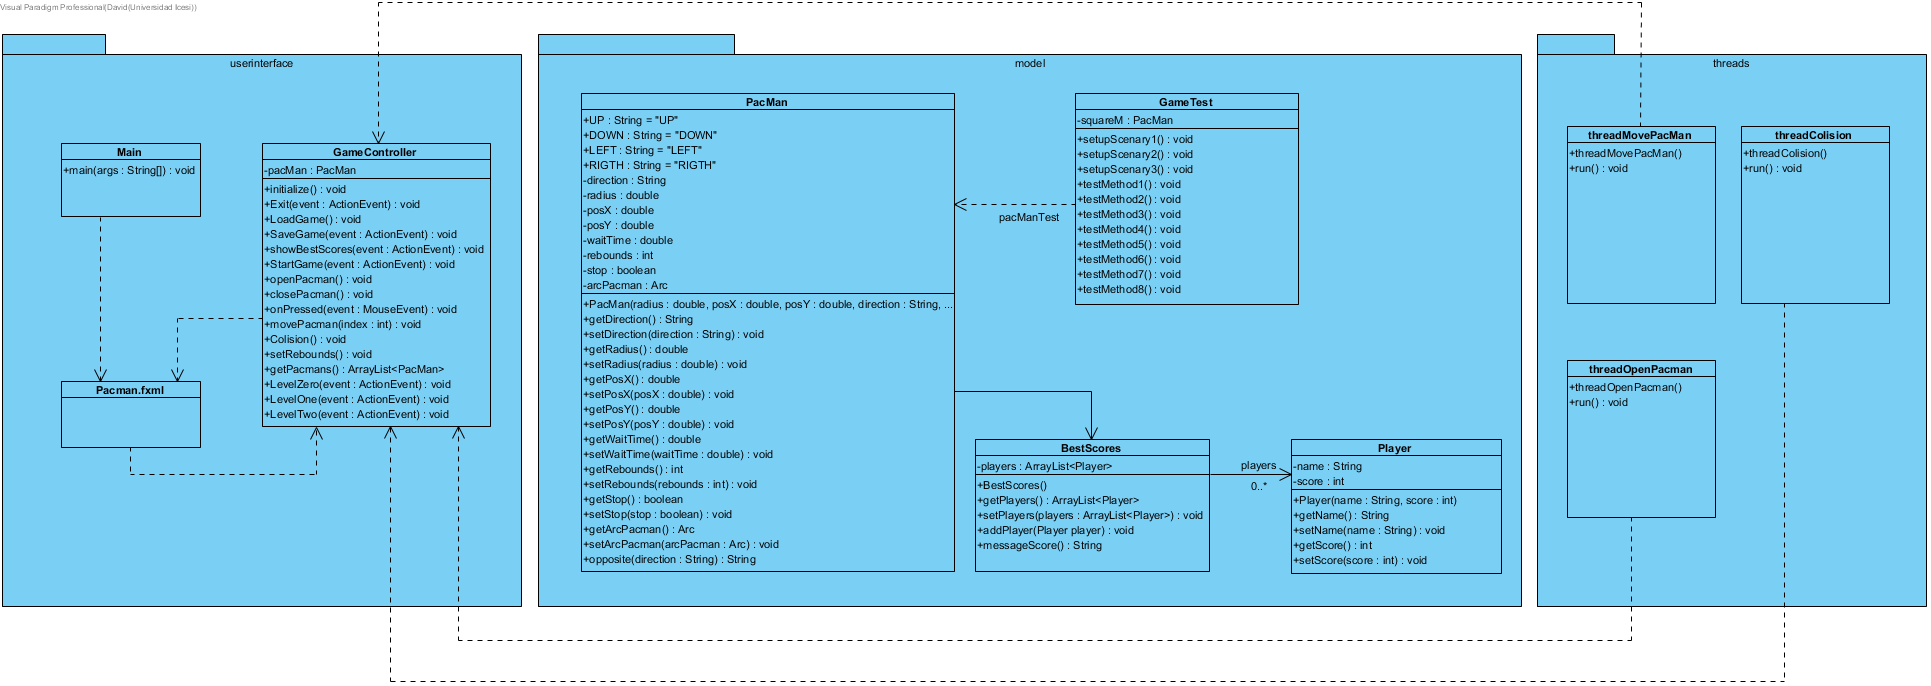 Visual Paradigm Professional(David(Universidad Icesi))
userinterface
Main
+main(args : String[]) : void
GameController
-pacMan : PacMan
+initialize() : void
+Exit(event : ActionEvent) : void
+LoadGame() : void
+SaveGame(event : ActionEvent) : void
+showBestScores(event : ActionEvent) : void
+StartGame(event : ActionEvent) : void
+openPacman() : void
+closePacman() : void
+onPressed(event : MouseEvent) : void
+movePacman(index : int) : void
+Colision() : void
+setRebounds() : void
+getPacmans() : ArrayList<PacMan>
+LevelZero(event : ActionEvent) : void
+LevelOne(event : ActionEvent) : void
+LevelTwo(event : ActionEvent) : void
Pacman.fxml
model
PacMan
+UP : String = "UP"
+DOWN : String = "DOWN"
+LEFT : String = "LEFT"
+RIGTH : String = "RIGTH"
-direction : String
-radius : double
-posX : double
-posY : double
-waitTime : double
-rebounds : int
-stop : boolean
-arcPacman : Arc
+PacMan(radius : double, posX : double, posY : double, direction : String, ...
+getDirection() : String
+setDirection(direction : String) : void
+getRadius() : double
+setRadius(radius : double) : void
+getPosX() : double
+setPosX(posX : double) : void
+getPosY() : double
+setPosY(posY : double) : void
+getWaitTime() : double
+setWaitTime(waitTime : double) : void
+getRebounds() : int
+setRebounds(rebounds : int) : void
+getStop() : boolean
+setStop(stop : boolean) : void
+getArcPacman() : Arc
+setArcPacman(arcPacman : Arc) : void
+opposite(direction : String) : String
pacManTest
GameTest
-squareM : PacMan
+setupScenary1() : void
+setupScenary2() : void
+setupScenary3() : void
+testMethod1() : void
+testMethod2() : void
+testMethod3() : void
+testMethod4() : void
+testMethod5() : void
+testMethod6() : void
+testMethod7() : void
+testMethod8() : void
BestScores
-players : ArrayList<Player>
+BestScores()
+getPlayers() : ArrayList<Player>
+setPlayers(players : ArrayList<Player>) : void
+addPlayer(Player player) : void
+messageScore() : String
players
0..*
Player
-name : String
-score : int
+Player(name : String, score : int)
+getName() : String
+setName(name : String) : void
+getScore() : int
+setScore(score : int) : void
threads
threadMovePacMan
+threadMovePacMan()
+run() : void
threadColision
+threadColision()
+run() : void
threadOpenPacman
+threadOpenPacman()
+run() : void